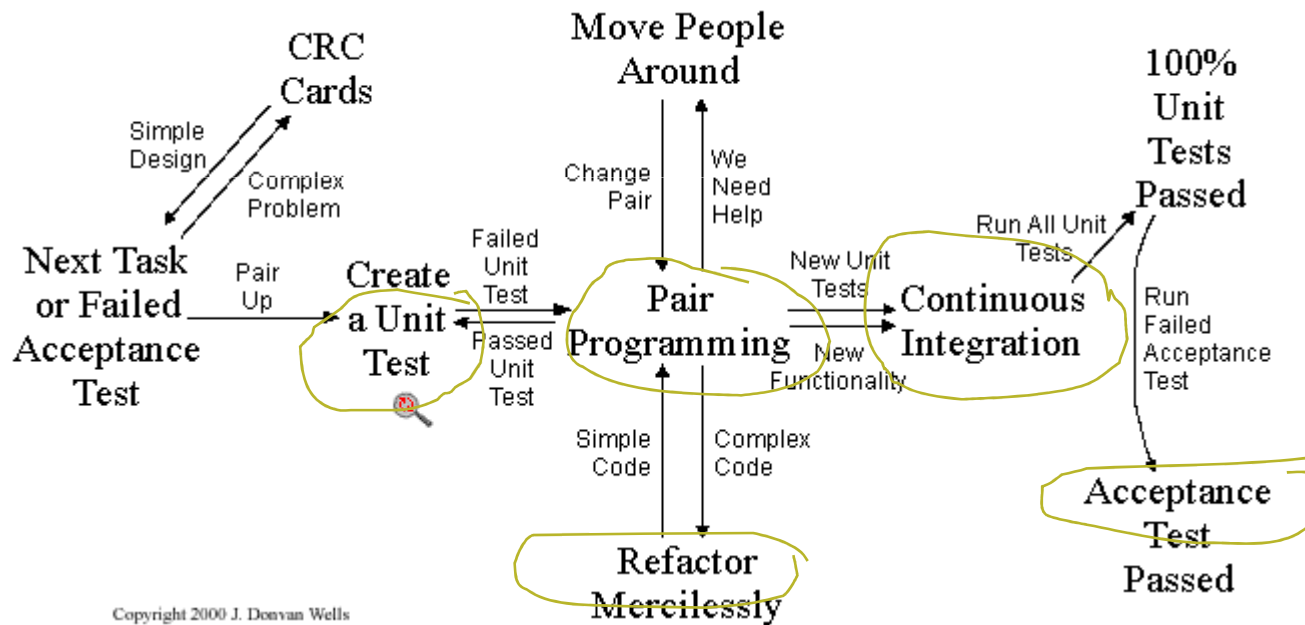 CRC
Cards
Simple
Design
Complex
Problem
Next Task
or Failed
Acceptance
Test
Pair
Up
Create
a Unit
Test
Failed
Unit
Test
Passed
Unit
Test
Move People
Around
Change
Pair
We
Need
Help
Pair
Programming
Simple
Code
Complex
Code
Refactor
Mercilessly
New Unit
Tests
New
Functionality
Continuous
Integration
Run All Unit
Tests
100%
Unit
Tests
Passed
Run
Failed
Acceptance
Test
Acceptance
Test
Passed
Copyright 2000 J. Donvan Wells